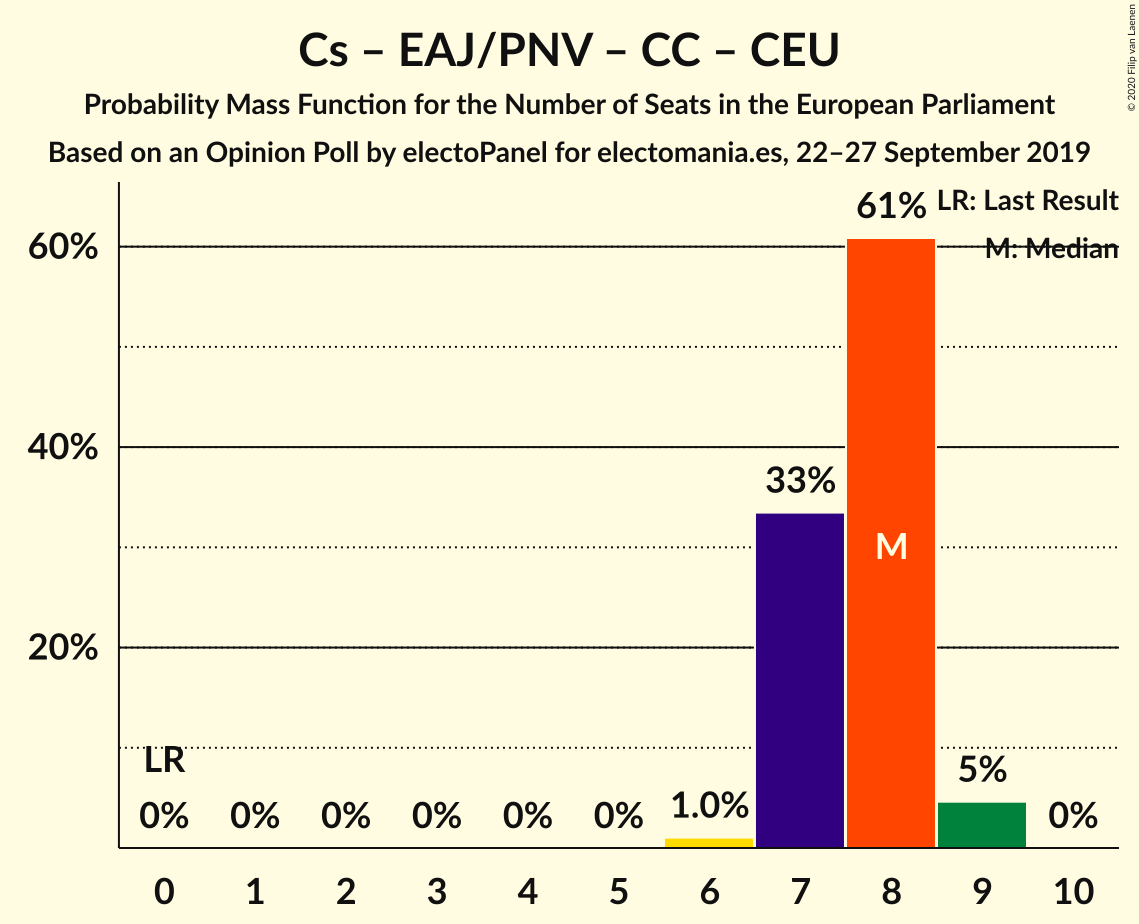 Cs – EAJ/PNV – CC – CEU
Probability Mass Function for the Number of Seats in the European Parliament
Based on an Opinion Poll by electoPanel for electomania.es, 22–27 September 2019
© 2020 Filip van Laenen
LR: Last Result
M: Median
60%
40%
20%
61%
33%
M
LR
0%
0%
0%
0%
0%
0%
1.0%
5%
0%
0 1 2 3 4 5 6 7 8 9 10